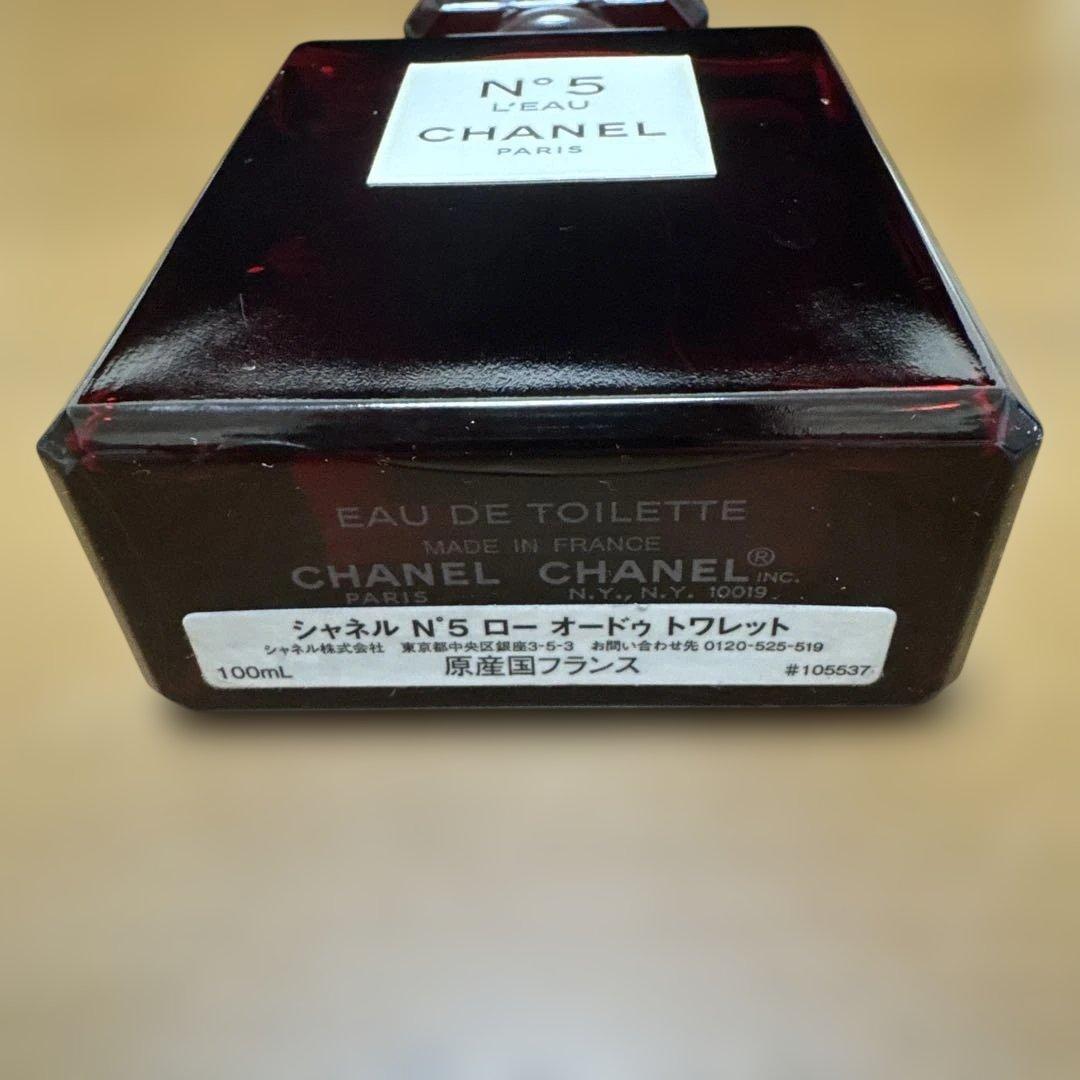 N° 5
L'EAU
CHANEL
PARIS
EAU DE TOILETTE
MADE IN FRANCE
CHANEL CHANEL® INC.
PARIS N.Y., N.Y. 10019
シャネル N°5 ロー オードゥ トワレット
シャネル株式会社 東京都中央区銀座3-5-3 お問い合わせ先 0120-525-519
100mL 原産国フランス #105537